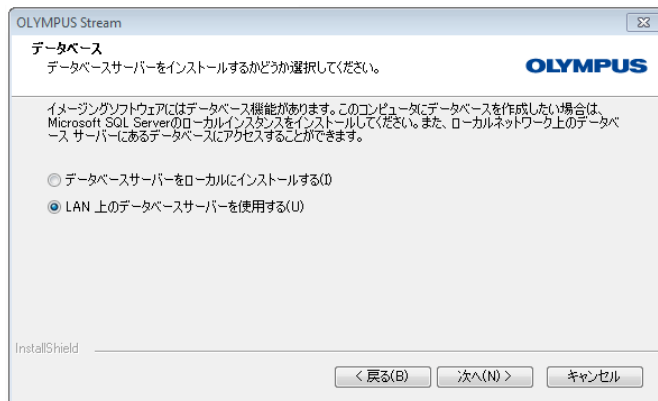 OLYMPUS Stream
データベース
データベースサーバーをインストールするかどうか選択してください。
OLYMPUS
イメージングソフトウェアにはデータベース機能があります。このコンピュータにデータベースを作成したい場合は、
Microsoft SQL Serverのローカルインスタンスをインストールしてください。また、ローカルネットワーク上のデータベ
ース サーバーにあるデータベースにアクセスすることができます。
データベースサーバーをローカルにインストールする(I)
LAN 上のデータベースサーバーを使用する(U)
InstallShield
< 戻る(B)
次へ(N) >
キャンセル